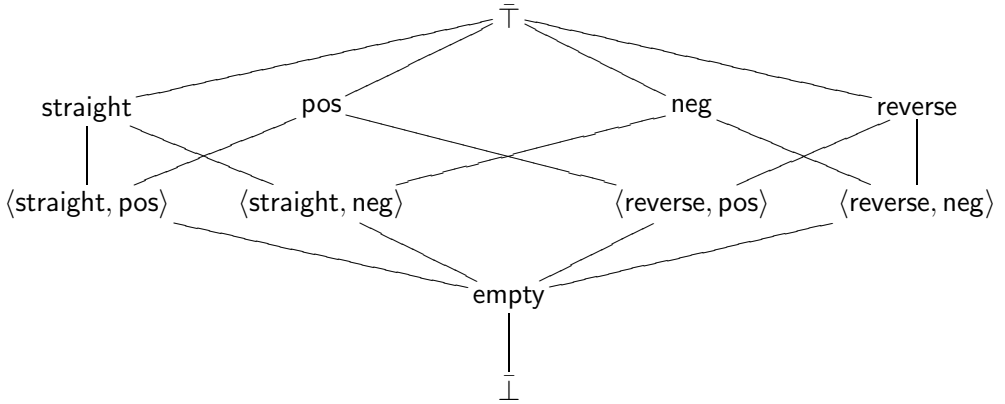 ⊤̄
straight pos neg reverse
⟨straight, pos⟩ ⟨straight, neg⟩ ⟨reverse, pos⟩ ⟨reverse, neg⟩
empty
⊥̄